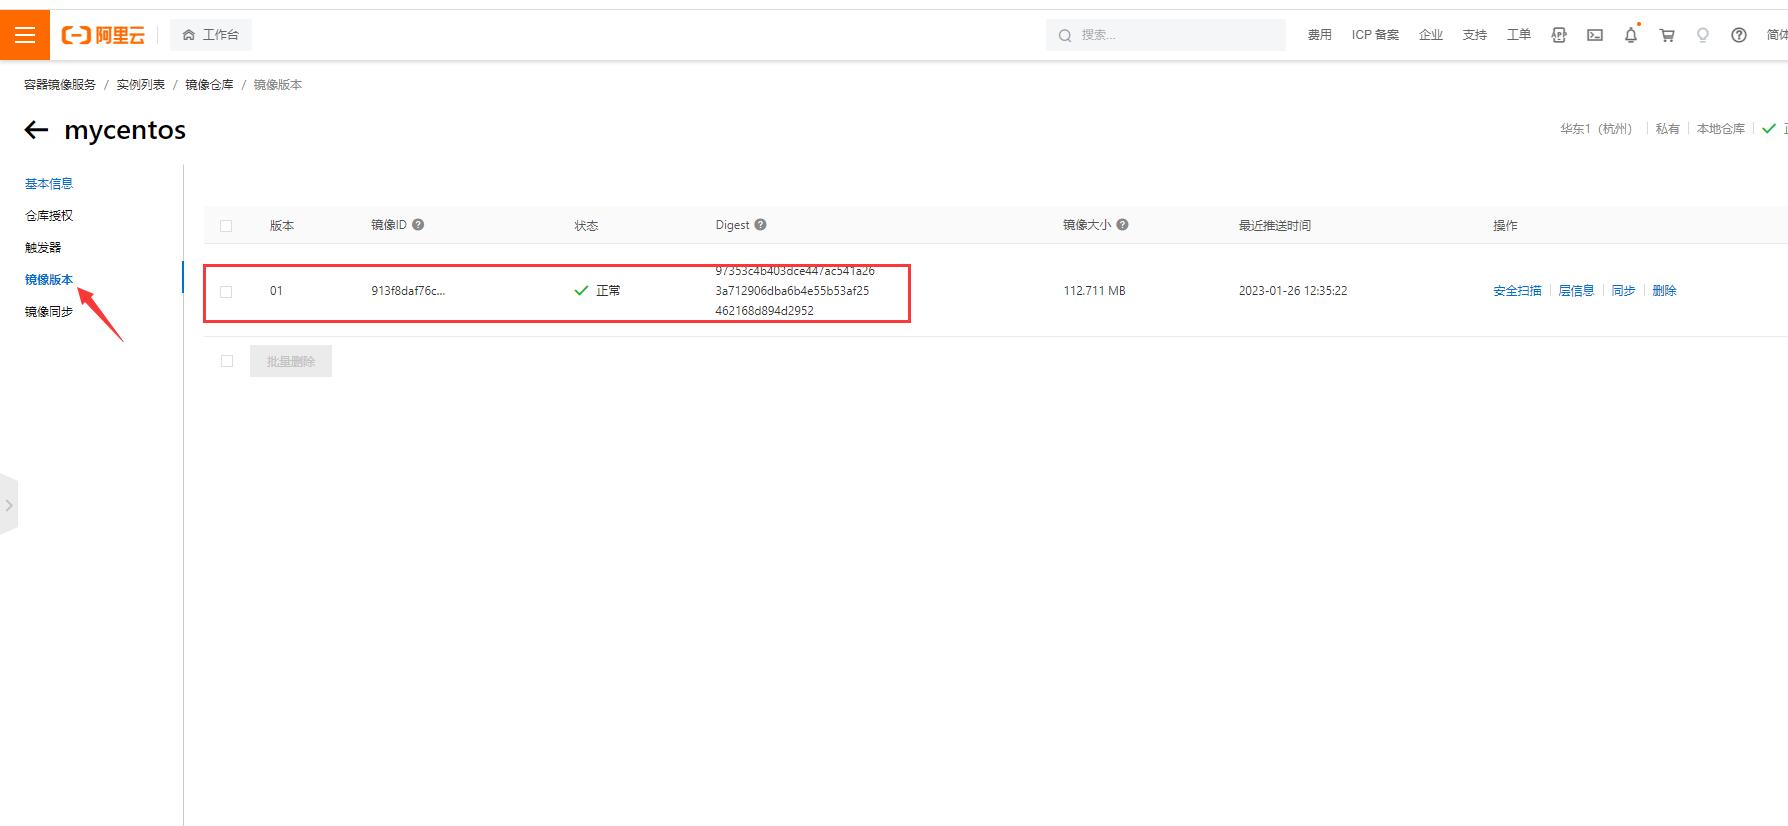 阿里云 工作台 搜索... 费用 ICP 备案 企业 支持 工单 简体
容器镜像服务 / 实例列表 / 镜像仓库 / 镜像版本
mycentos 华东1（杭州） 私有 本地仓库
基本信息
仓库授权
触发器
镜像版本
镜像同步
版本 镜像ID 状态 Digest 镜像大小 最近推送时间 操作
97353c4b403dce447ac541a26
01 913f8daf76c... 正常 3a712906dba6b4e55b53af25 112.711 MB 2023-01-26 12:35:22 安全扫描 层信息 同步 删除
462168d894d2952
批量删除